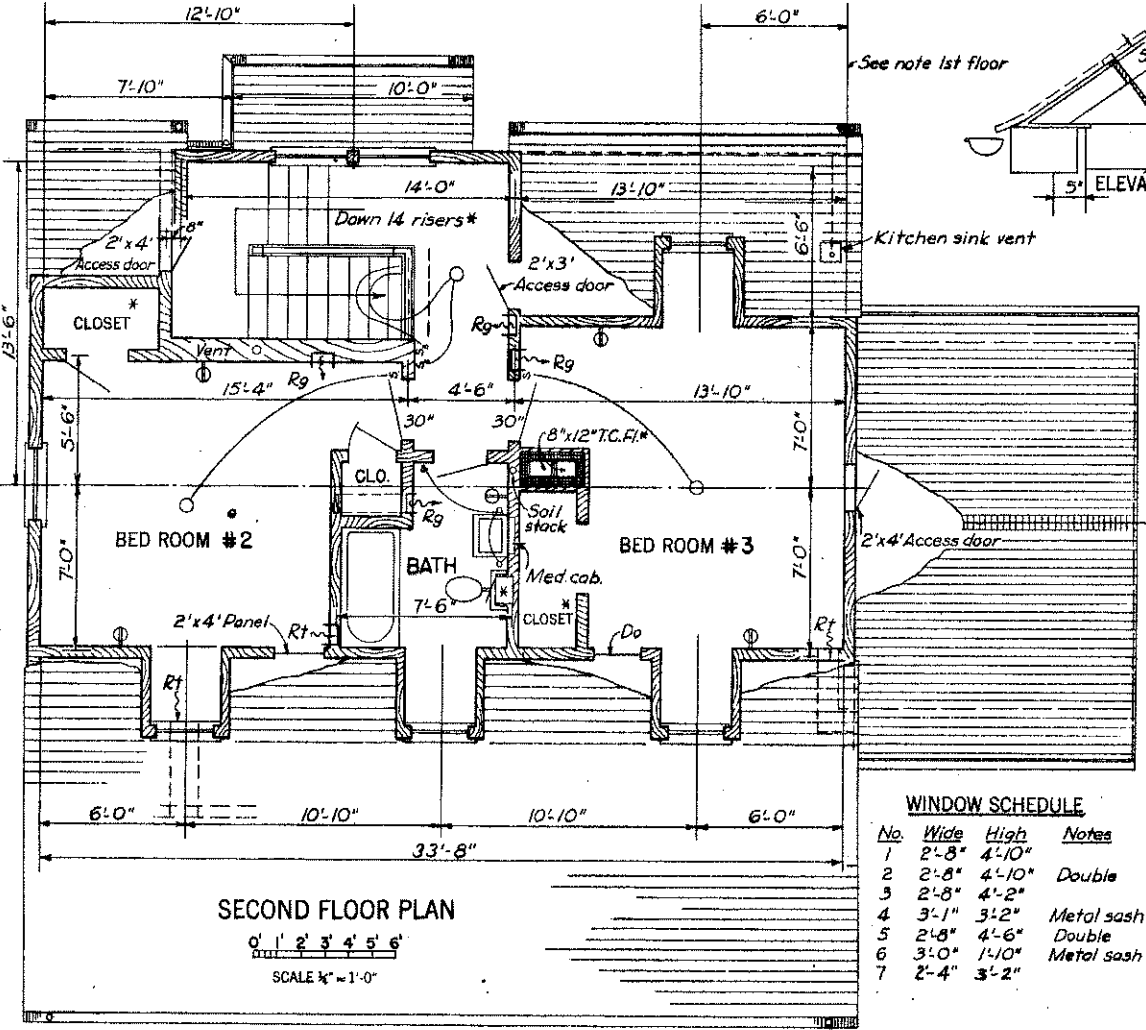 12'-10"
6'-0"
See note 1st floor
7'-10"
10'-0"
5
5" ELEVA
14'-0"
13'-10"
Down 14 risers*
8"
2'x4'
Access door
6'-6"
Kitchen sink vent
2'x3'
Access door
13'-6"
CLOSET *
Rg
Vent
Rg
Rg
S
S
S
S
15'-4"
4'-6"
13'-10"
5'-6"
30"
30"
7'-0"
8"x12" T.C.Fl.*
CLO.
Rg
Soil
stack
BED ROOM #2
BATH
BED ROOM #3
2'x4' Access door
7'-0"
Med. cab.
7'-0"
7'-6"
*
CLOSET *
2'x4' Panel
Rt
Do
Rt
Rt
6'-0"
10'-10"
10'-10"
6'-0"
33'-8"
WINDOW SCHEDULE
No. Wide High Notes
1 2'-8" 4'-10"
2 2'-8" 4'-10" Double
3 2'-8" 4'-2"
4 3'-1" 3'-2" Metal sash
5 2'-8" 4'-6" Double
6 3'-0" 1'-10" Metal sash
7 2'-4" 3'-2"
SECOND FLOOR PLAN
0' 1' 2' 3' 4' 5' 6'
SCALE ¼" = 1'-0"